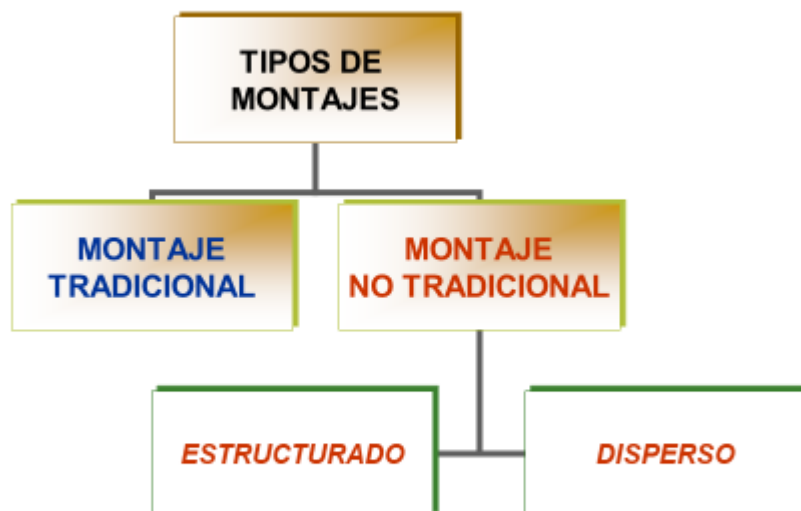 TIPOS DE
MONTAJES
MONTAJE
TRADICIONAL
MONTAJE
NO TRADICIONAL
ESTRUCTURADO
DISPERSO